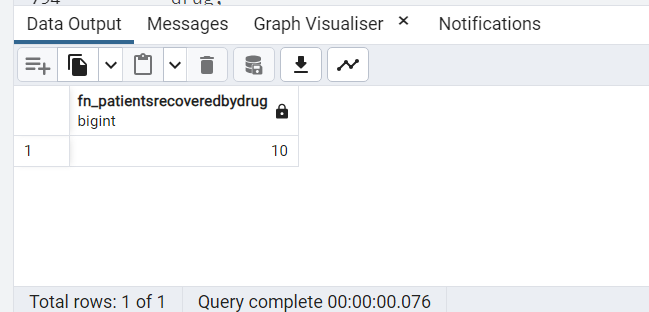 drug,
Data Output Messages Graph Visualiser × Notifications
fn_patientsrecoveredbydrug
bigint
1 10
Total rows: 1 of 1 Query complete 00:00:00.076